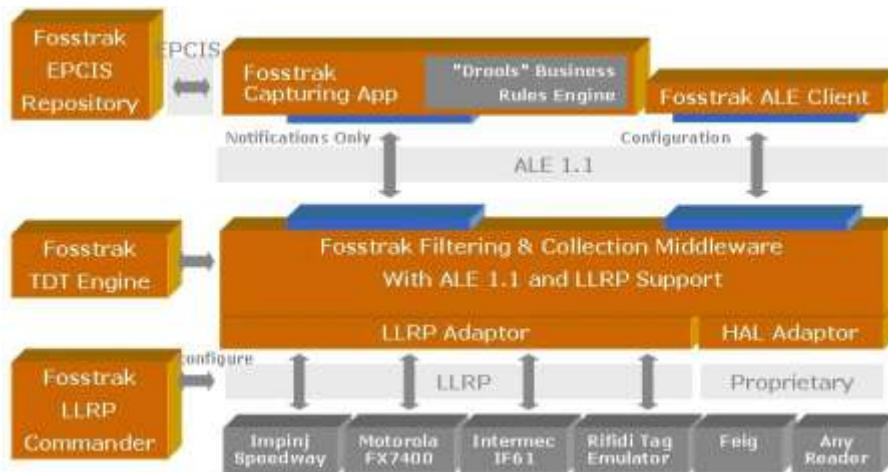 Fosstrak
EPCIS
Repository
EPCIS
Fosstrak
Capturing App
"Drools" Business
Rules Engine
Fosstrak ALE Client
Notifications Only
Configuration
ALE 1.1
Fosstrak
TDT Engine
Fosstrak Filtering & Collection Middleware
With ALE 1.1 and LLRP Support
LLRP Adaptor
HAL Adaptor
configure
Fosstrak
LLRP
Commander
LLRP
Proprietary
Impinj
Speedway
Motorola
FX7400
Intermec
IF61
Rifidi Tag
Emulator
Feig
Any
Reader